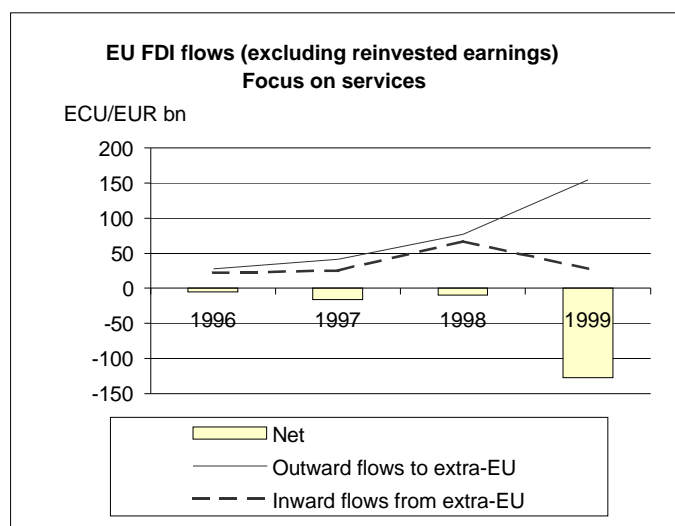 EU FDI flows (excluding reinvested earnings)
Focus on services
ECU/EUR bn
200
150
100
50
0
-50
-100
-150
1996 1997 1998 1999
Net
Outward flows to extra-EU
Inward flows from extra-EU